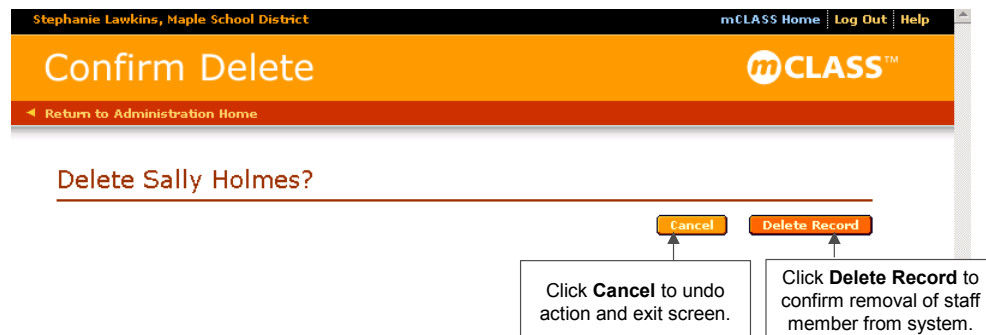 Stephanie Lawkins, Maple School District mCLASS Home Log Out Help
Confirm Delete mCLASS™
Return to Administration Home
Delete Sally Holmes?
Cancel Delete Record
Click Cancel to undo
action and exit screen.
Click Delete Record to
confirm removal of staff
member from system.